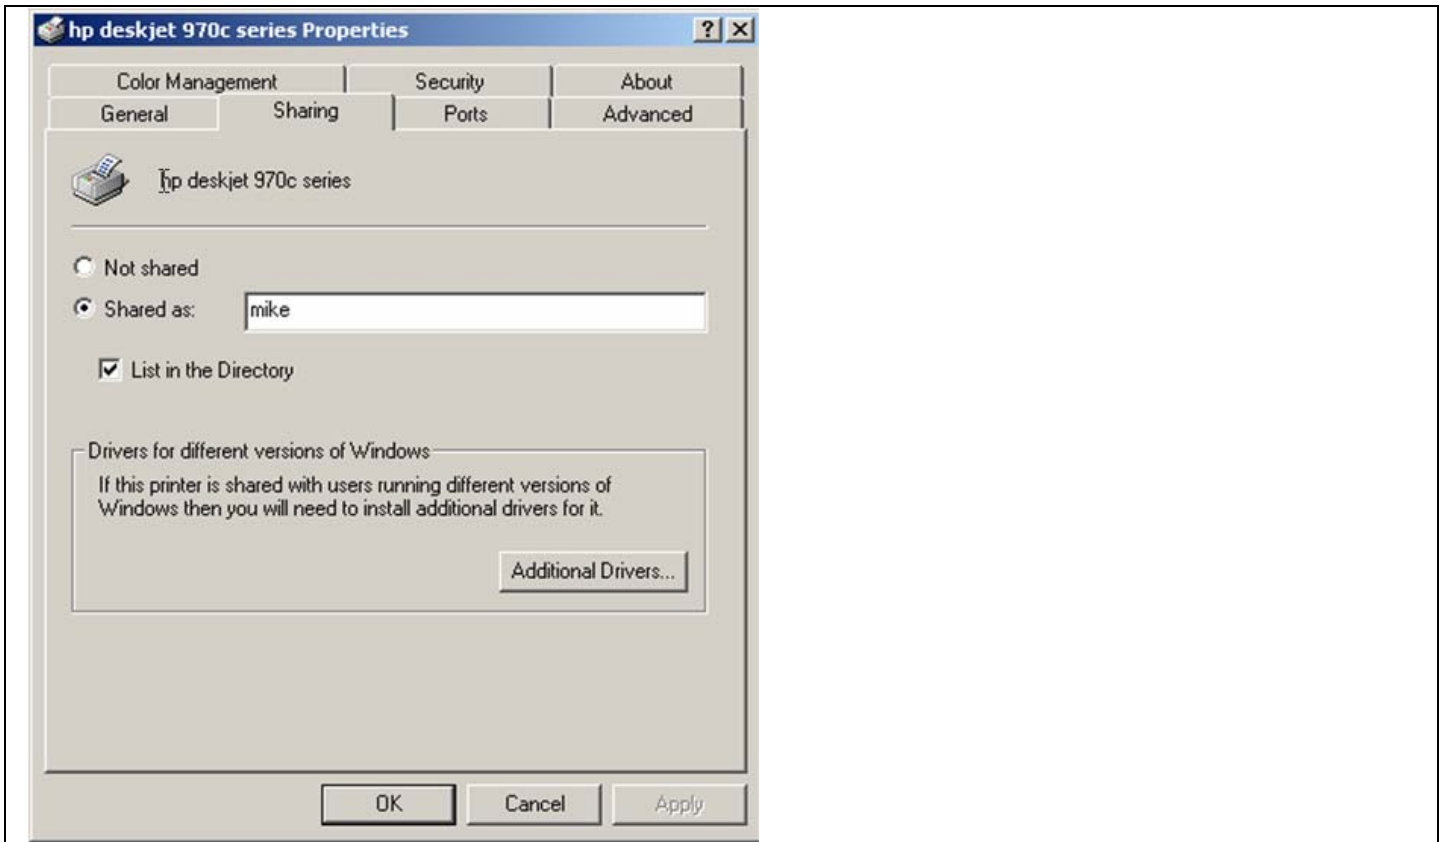 hp deskjet 970c series Properties
Color Management Security About
General Sharing Ports Advanced
hp deskjet 970c series
Not shared
Shared as: mike
List in the Directory
Drivers for different versions of Windows
If this printer is shared with users running different versions of
Windows then you will need to install additional drivers for it.
Additional Drivers...
OK Cancel Apply